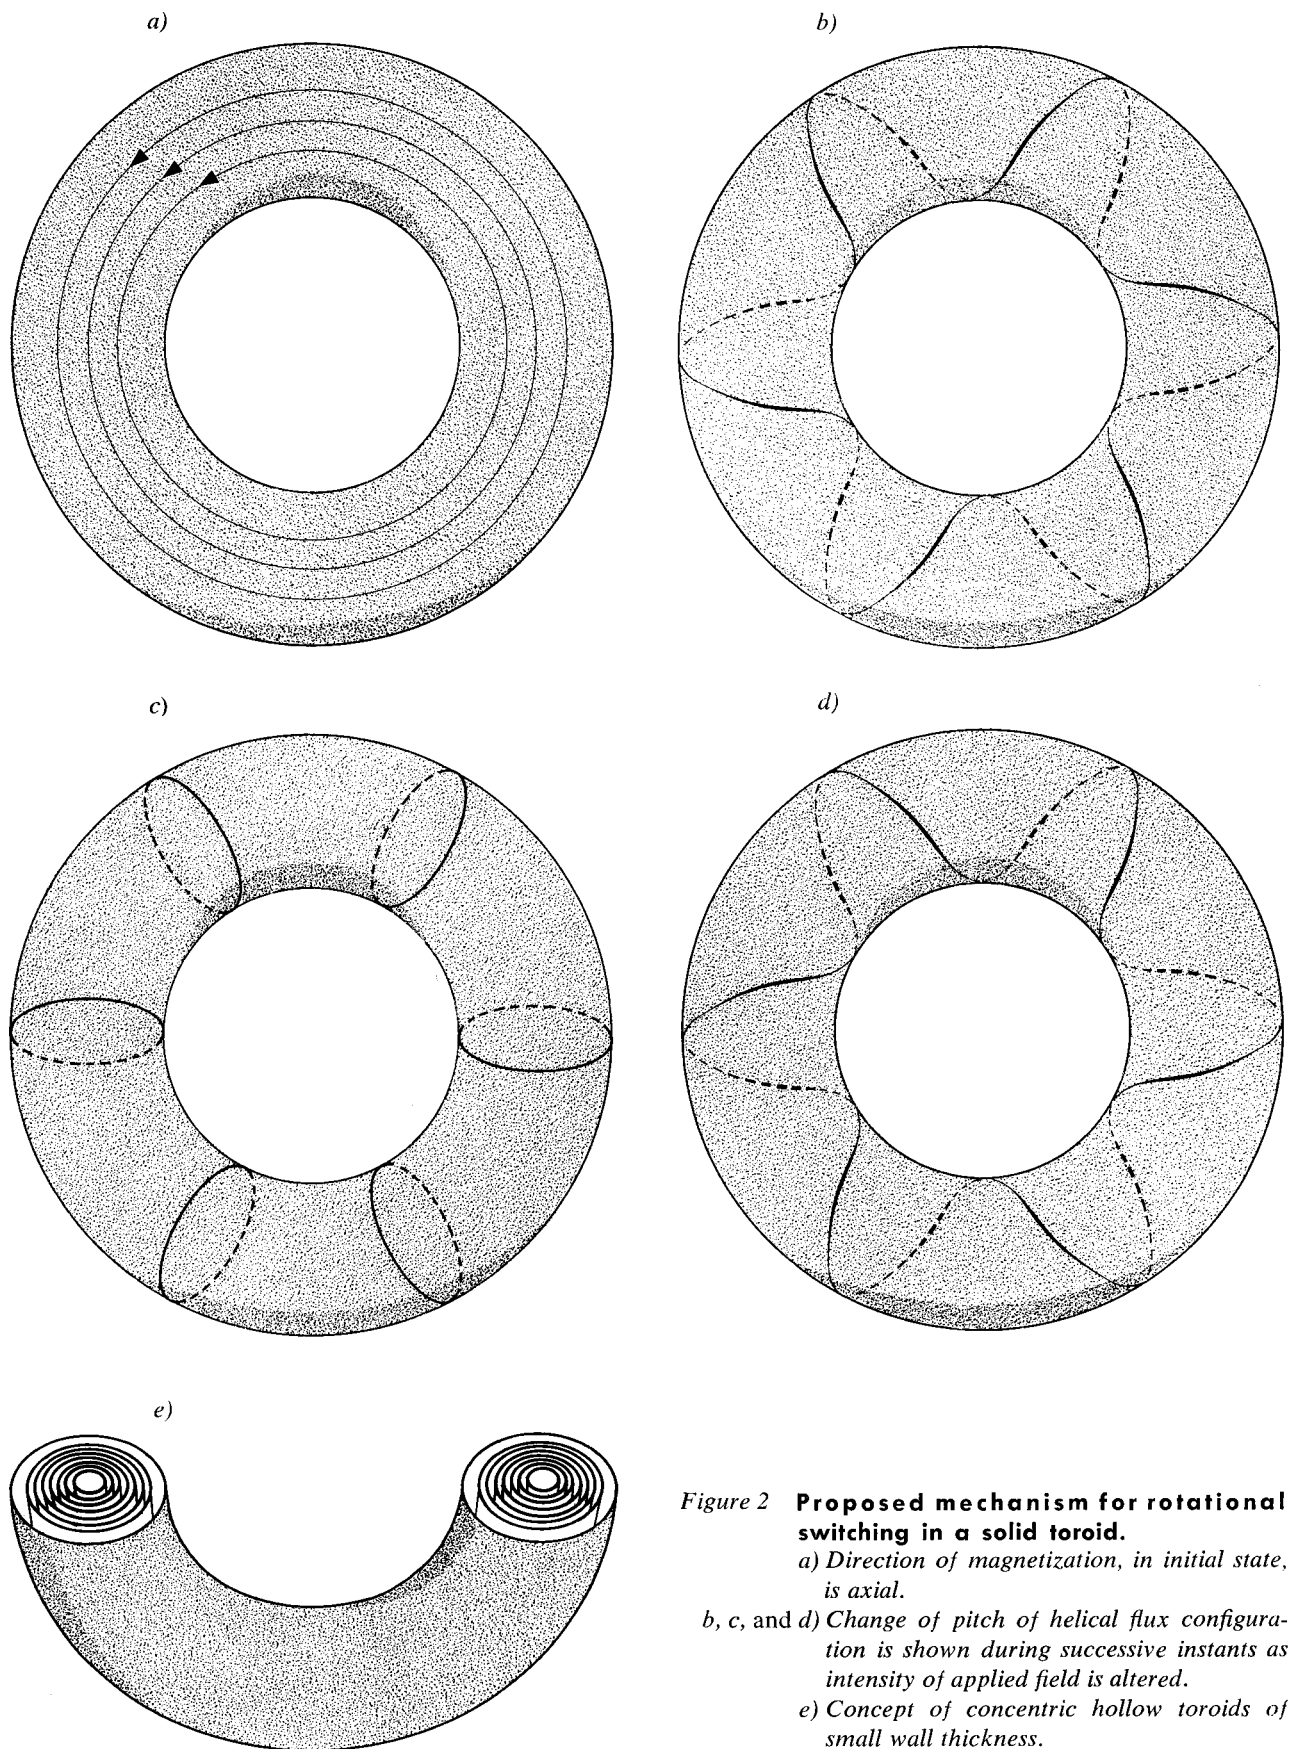 a)
b)
c)
d)
e)
Figure 2 Proposed mechanism for rotational
switching in a solid toroid.
a) Direction of magnetization, in initial state,
is axial.
b, c, and d) Change of pitch of helical flux configura-
tion is shown during successive instants as
intensity of applied field is altered.
e) Concept of concentric hollow toroids of
small wall thickness.